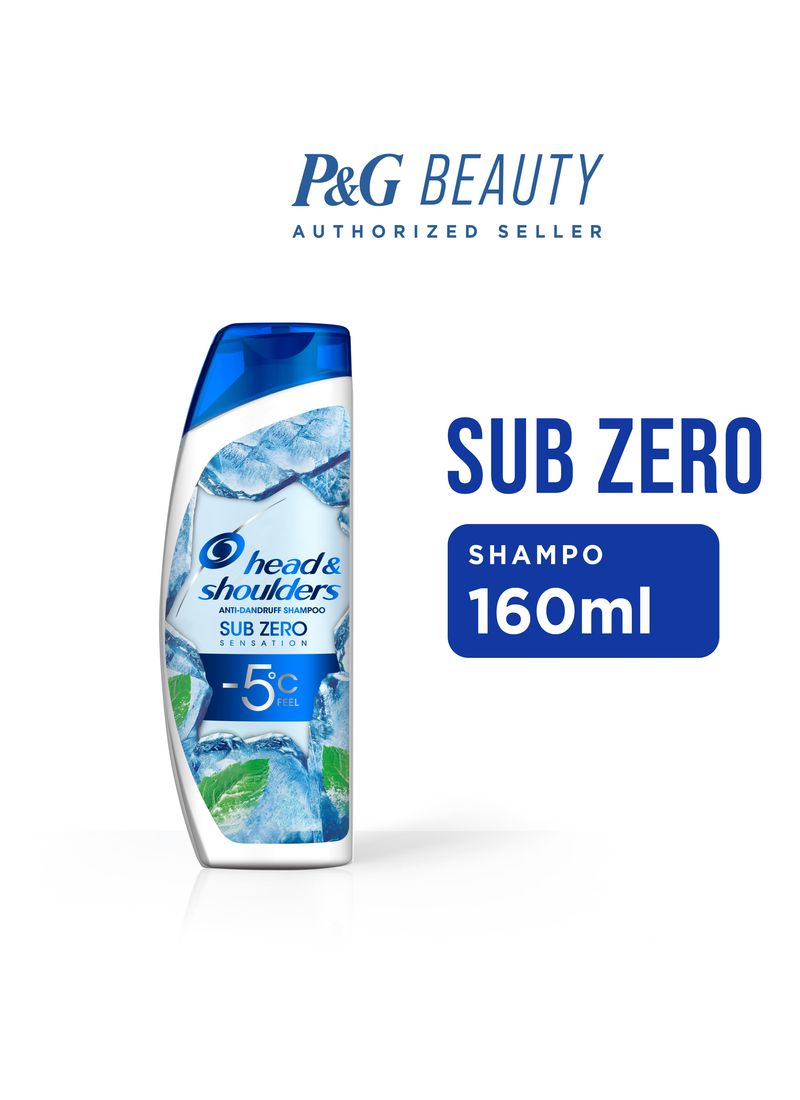 P&G BEAUTY
AUTHORIZED SELLER
head &
shoulders
ANTI-DANDRUFF SHAMPOO
SUB ZERO
SENSATION
-5°C
FEEL
SUB ZERO
SHAMPO
160ml